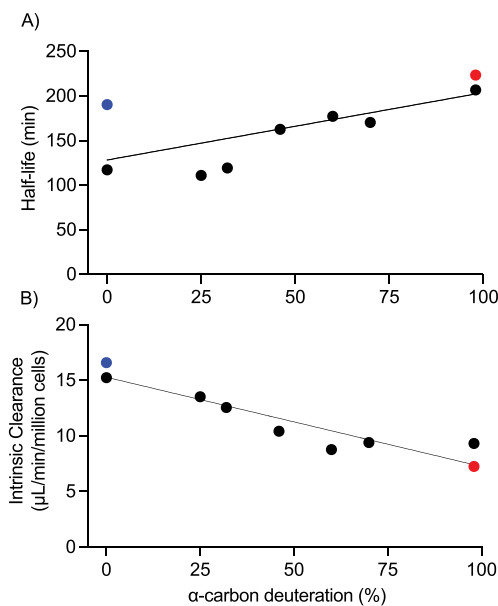 A)
250
200
150
100
50
0
Half-life (min)
0 25 50 75 100
B)
20
15
10
5
0
Intrinsic Clearance
(µL/min/million cells)
0 25 50 75 100
α-carbon deuteration (%)